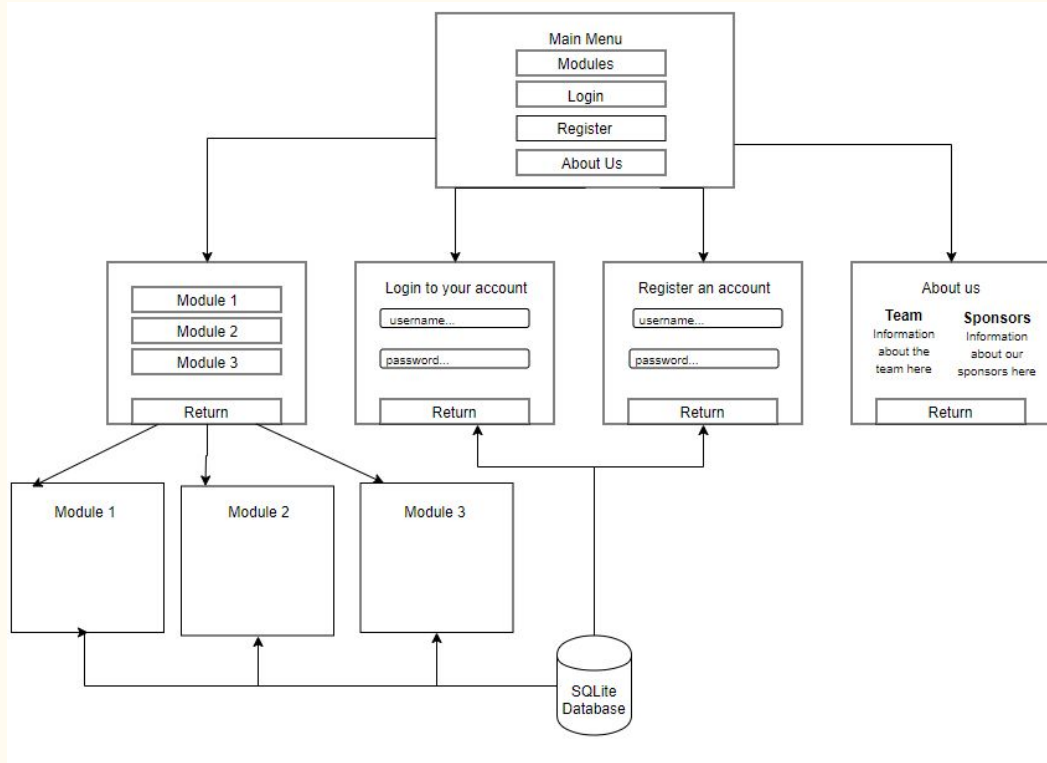 Main Menu
Modules
Login
Register
About Us
Module 1
Module 2
Module 3
Return
Login to your account
username...
password...
Return
Register an account
username...
password...
Return
About us
Team
Information
about the
team here
Sponsors
Information
about our
sponsors here
Return
Module 1
Module 2
Module 3
SQLite
Database